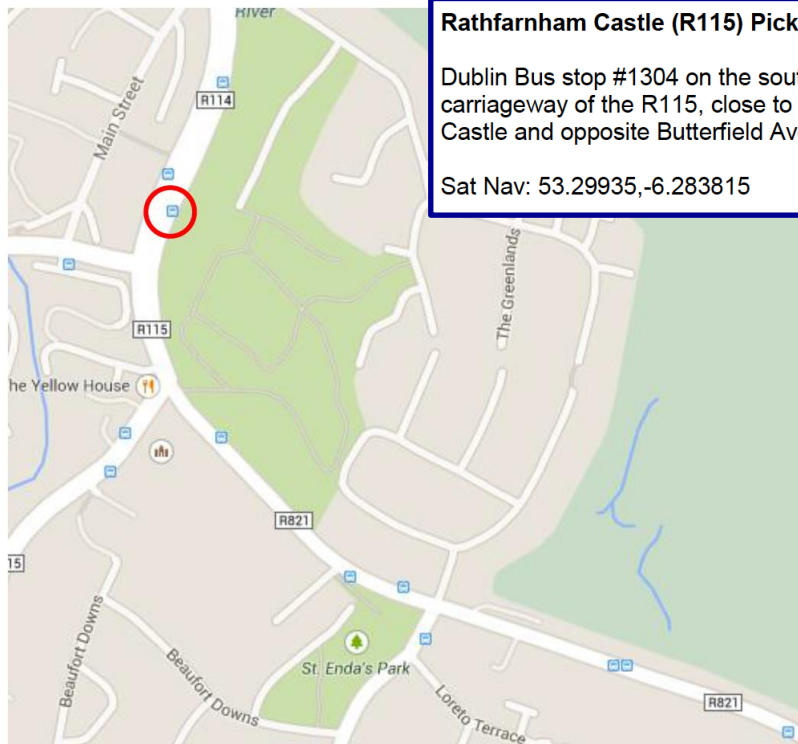 River
Rathfarnham Castle (R115) Pick
Dublin Bus stop #1304 on the sout
carriageway of the R115, close to
Castle and opposite Butterfield Av
Sat Nav: 53.29935,-6.283815
R114
Main Street
The Greenlands
R115
he Yellow House
R821
15
Beaufort Downs
Beaufort Downs
St. Enda's Park
Loreto Terrace
R821